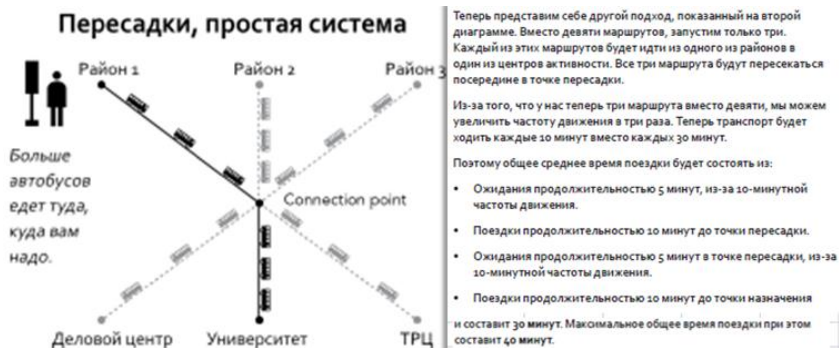 Пересадки, простая система
Район 1
Район 2
Район 3
Больше
автобусов
едет туда,
куда вам
надо.
Connection point
Деловой центр
Университет
ТРЦ
Теперь представим себе другой подход, показанный на второй
диаграмме. Вместо девяти маршрутов, запустим только три.
Каждый из этих маршрутов будет идти из одного из районов в
один из центров активности. Все три маршрута будут пересекаться
посередине в точке пересадки.
Из-за того, что у нас теперь три маршрута вместо девяти, мы можем
увеличить частоту движения в три раза. Теперь транспорт будет
ходить каждые 10 минут вместо каждых 30 минут.
Поэтому общее среднее время поездки будет состоять из:
• Ожидания продолжительностью 5 минут, из-за 10-минутной
частоты движения.
• Поездки продолжительностью 10 минут до точки пересадки.
• Ожидания продолжительностью 5 минут в точке пересадки, из-за
10-минутной частоты движения.
• Поездки продолжительностью 10 минут до точки назначения
и составит 30 минут. Максимальное общее время поездки при этом
составит 40 минут.